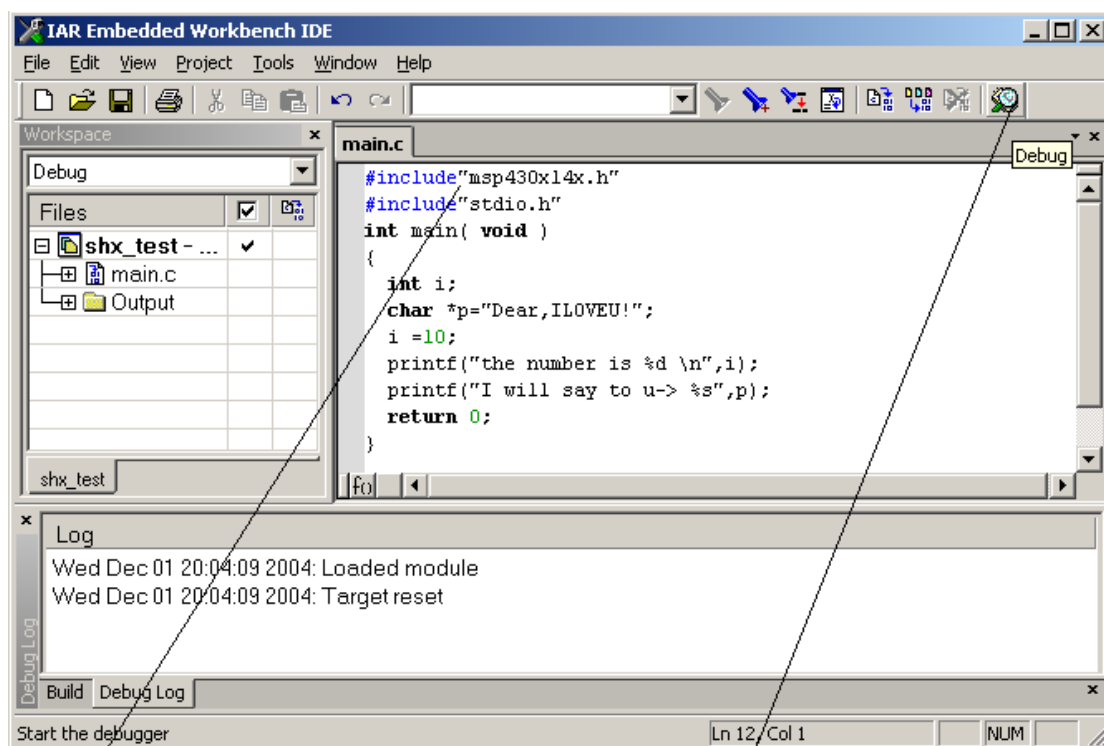 IAR Embedded Workbench IDE
File Edit View Project Tools Window Help
Workspace
Debug
Files
shx_test - ...
main.c
Output
shx_test
main.c
Debug
#include"msp430x14x.h"
#include"stdio.h"
int main( void )
{
int i;
char *p="Dear,ILOVEU!";
i =10;
printf("the number is %d \n",i);
printf("I will say to u-> %s",p);
return 0;
}
f()
Debug Log
Log
Wed Dec 01 20:04:09 2004: Loaded module
Wed Dec 01 20:04:09 2004: Target reset
Build Debug Log
Start the debugger Ln 12, Col 1 NUM